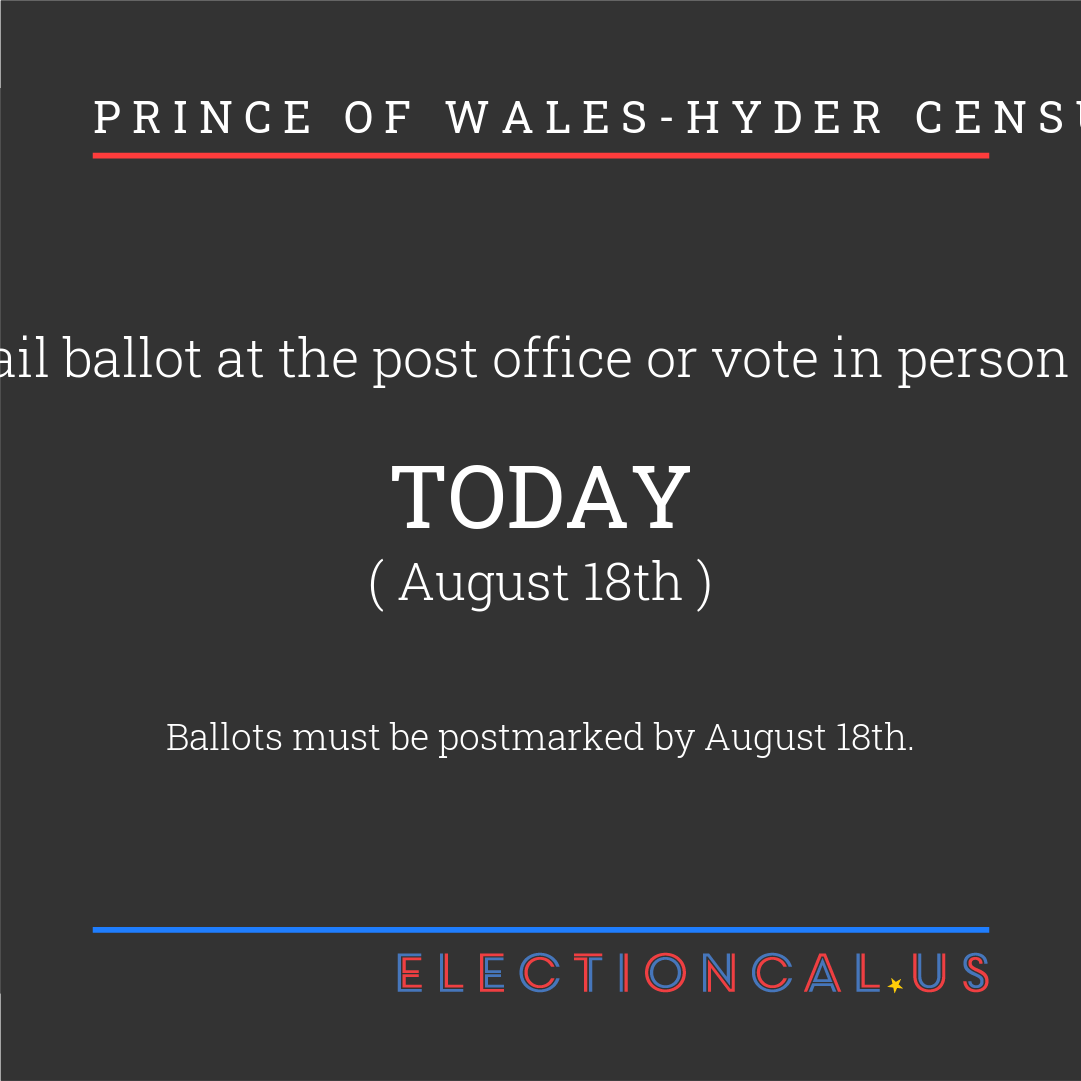 PRINCE OF WALES-HYDER CENSU
ail ballot at the post office or vote in person
TODAY
( August 18th )
Ballots must be postmarked by August 18th.
ELECTIONCAL.US